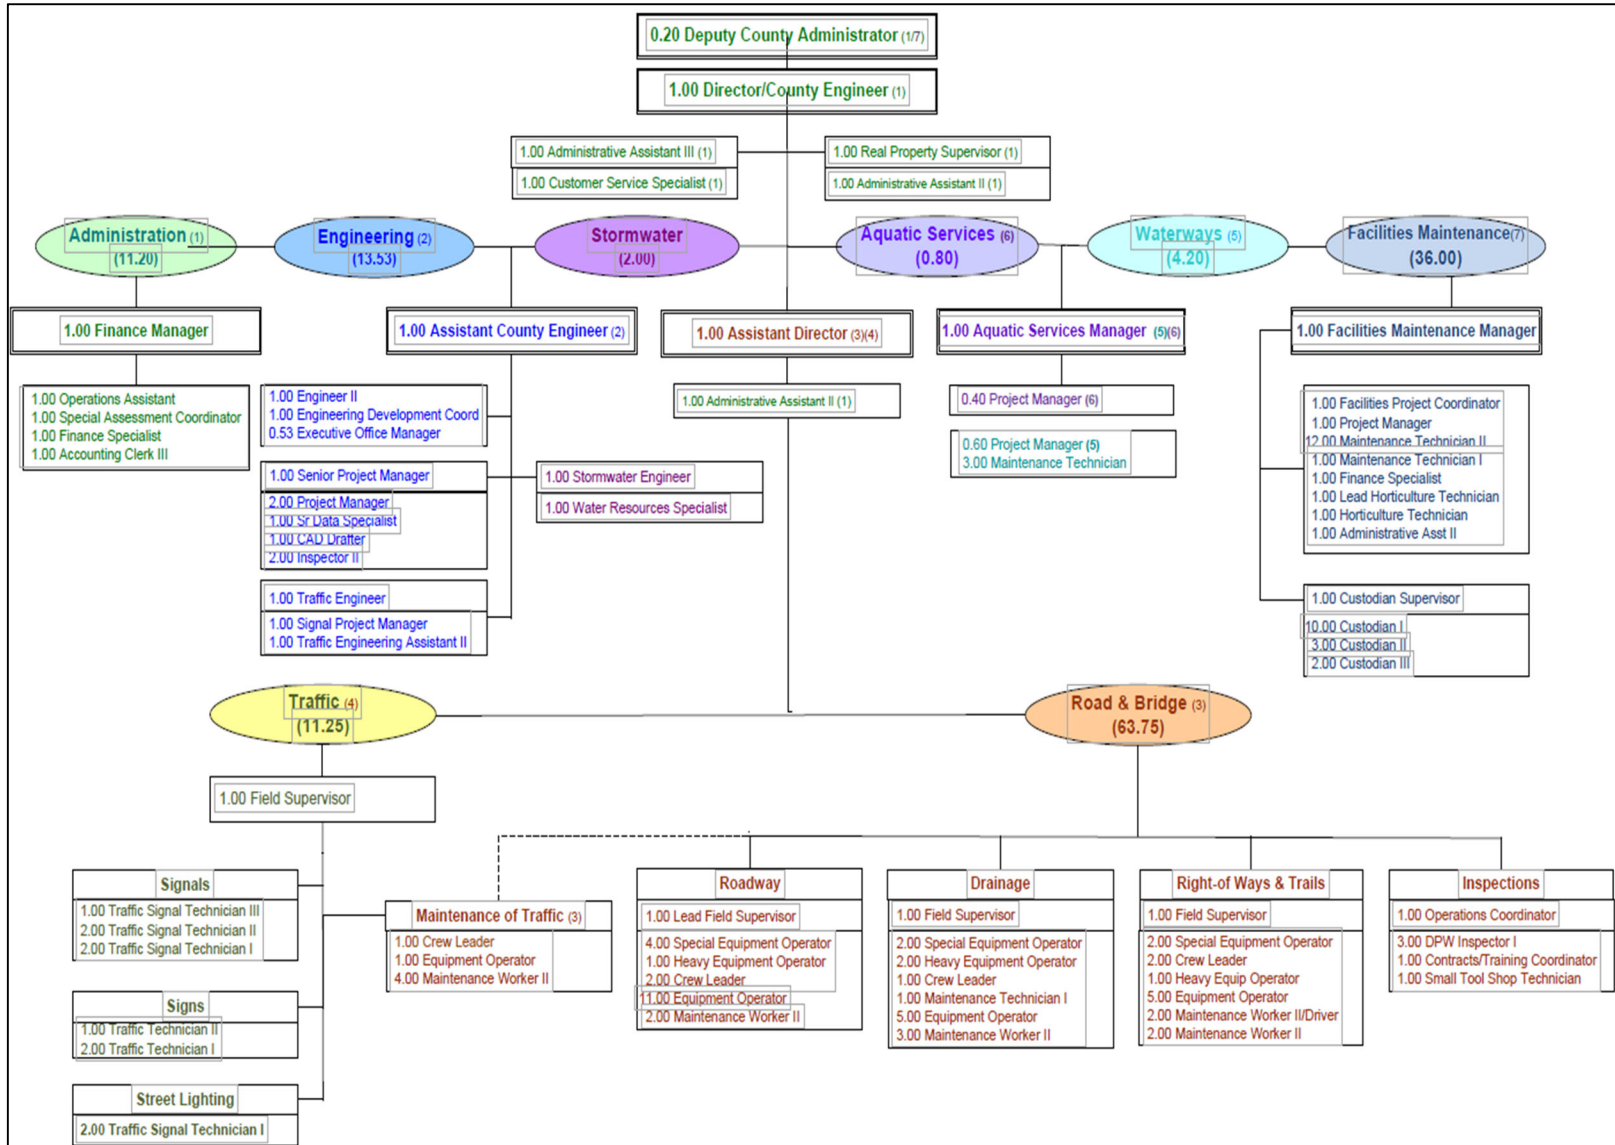 0.20 Deputy County Administrator (1/7)
1.00 Director/County Engineer (1)
1.00 Administrative Assistant III (1)
1.00 Customer Service Specialist (1)
1.00 Real Property Supervisor (1)
1.00 Administrative Assistant II (1)
Administration (1)
(11.20)
Engineering (2)
(13.53)
Stormwater
(2.00)
Aquatic Services (6)
(0.80)
Waterways (5)
(4.20)
Facilities Maintenance(7)
(36.00)
1.00 Finance Manager
1.00 Assistant County Engineer (2)
1.00 Assistant Director (3)(4)
1.00 Aquatic Services Manager (5)(6)
1.00 Facilities Maintenance Manager
1.00 Operations Assistant
1.00 Special Assessment Coordinator
1.00 Finance Specialist
1.00 Accounting Clerk III
1.00 Engineer II
1.00 Engineering Development Coord
0.53 Executive Office Manager
1.00 Senior Project Manager
2.00 Project Manager
1.00 Sr Data Specialist
1.00 CAD Drafter
2.00 Inspector II
1.00 Traffic Engineer
1.00 Signal Project Manager
1.00 Traffic Engineering Assistant II
1.00 Stormwater Engineer
1.00 Water Resources Specialist
1.00 Administrative Assistant II (1)
0.40 Project Manager (6)
0.60 Project Manager (5)
3.00 Maintenance Technician
1.00 Facilities Project Coordinator
1.00 Project Manager
12.00 Maintenance Technician II
1.00 Maintenance Technician I
1.00 Finance Specialist
1.00 Lead Horticulture Technician
1.00 Horticulture Technician
1.00 Administrative Asst II
1.00 Custodian Supervisor
10.00 Custodian I
3.00 Custodian II
2.00 Custodian III
Traffic (4)
(11.25)
Road & Bridge (3)
(63.75)
1.00 Field Supervisor
Signals
1.00 Traffic Signal Technician III
2.00 Traffic Signal Technician II
2.00 Traffic Signal Technician I
Signs
1.00 Traffic Technician II
2.00 Traffic Technician I
Street Lighting
2.00 Traffic Signal Technician I
Maintenance of Traffic (3)
1.00 Crew Leader
1.00 Equipment Operator
4.00 Maintenance Worker II
Roadway
1.00 Lead Field Supervisor
4.00 Special Equipment Operator
1.00 Heavy Equipment Operator
2.00 Crew Leader
11.00 Equipment Operator
2.00 Maintenance Worker II
Drainage
1.00 Field Supervisor
2.00 Special Equipment Operator
2.00 Heavy Equipment Operator
1.00 Crew Leader
1.00 Maintenance Technician I
5.00 Equipment Operator
3.00 Maintenance Worker II
Right-of Ways & Trails
1.00 Field Supervisor
2.00 Special Equipment Operator
2.00 Crew Leader
1.00 Heavy Equip Operator
5.00 Equipment Operator
2.00 Maintenance Worker II/Driver
2.00 Maintenance Worker II
Inspections
1.00 Operations Coordinator
3.00 DPW Inspector I
1.00 Contracts/Training Coordinator
1.00 Small Tool Shop Technician